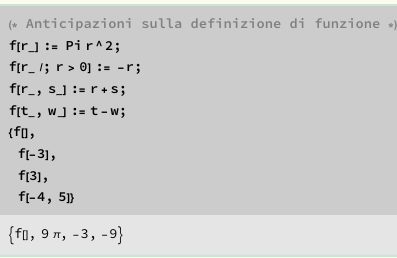 (* Anticipazioni sulla definizione di funzione *)
f[r_] := Pi r^2;
f[r_ /; r > 0] := -r;
f[r_, s_] := r + s;
f[t_, w_] := t - w;
{f[],
f[-3],
f[3],
f[-4, 5]}
{f[], 9 π, -3, -9}